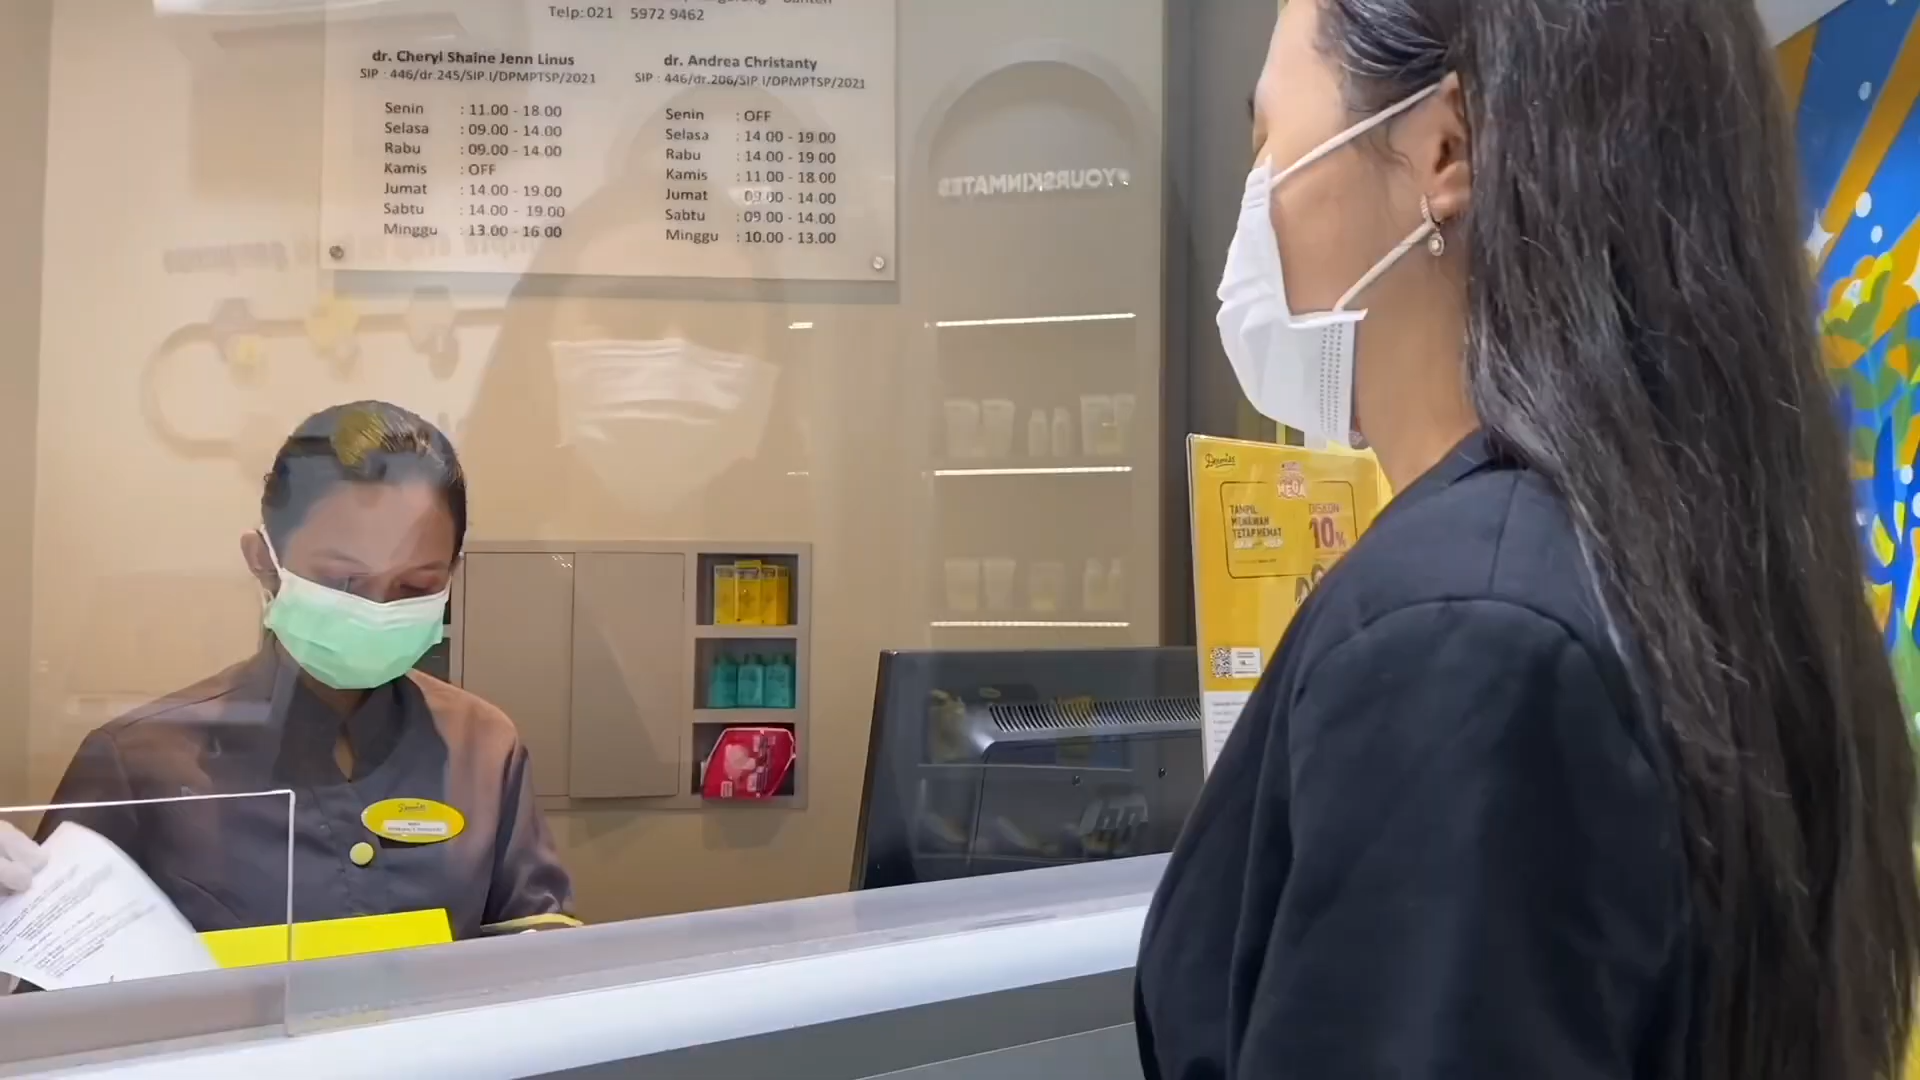 Banten
Telp: 021 5972 9462
dr. Cheryl Shaine Jenn Linus
SIP : 446/dr.245/SIP.I/DPMPTSP/2021
Senin : 11.00 - 18.00
Selasa : 09.00 - 14.00
Rabu : 09.00 - 14.00
Kamis : OFF
Jumat : 14.00 - 19.00
Sabtu : 14.00 - 19.00
Minggu : 13.00 - 16.00
dr. Andrea Christanty
SIP : 446/dr.206/SIP.I/DPMPTSP/2021
Senin : OFF
Selasa : 14.00 - 19.00
Rabu : 14.00 - 19.00
Kamis : 11.00 - 18.00
Jumat : 09.00 - 14.00
Sabtu : 09.00 - 14.00
Minggu : 10.00 - 13.00
#YOURSKINMATES
MEGA
TAMPIL
MENAWAN
TETAP HEMAT
DISKON
10%
hp